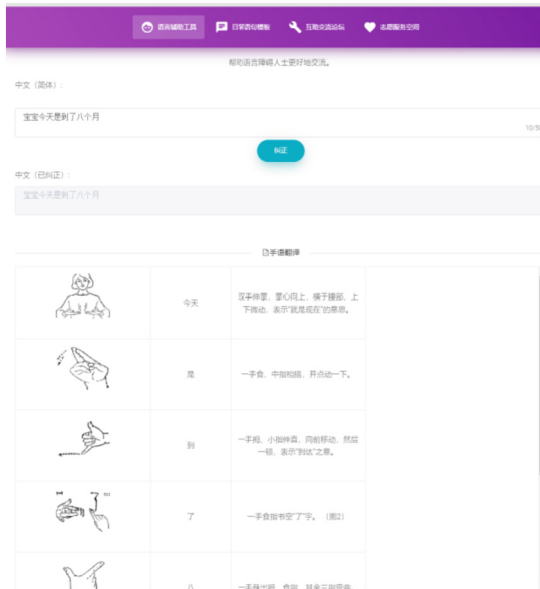 语言辅助工具
日常语句模板
互助交流论坛
志愿服务空间
帮助语言障碍人士更好地交流。
中文（简体）:
宝宝今天是到了八个月
10/5
纠正
中文（已纠正）:
宝宝今天是到了八个月
手语翻译
今天
双手伸掌，掌心向上，横于腰部，上
下微动，表示“就是现在”的意思。
是
一手食、中指相搭，并点动一下。
到
一手拇、小指伸直，向前移动，然后
一顿，表示“到达”之意。
了
一手食指书空“了”字。（图2）